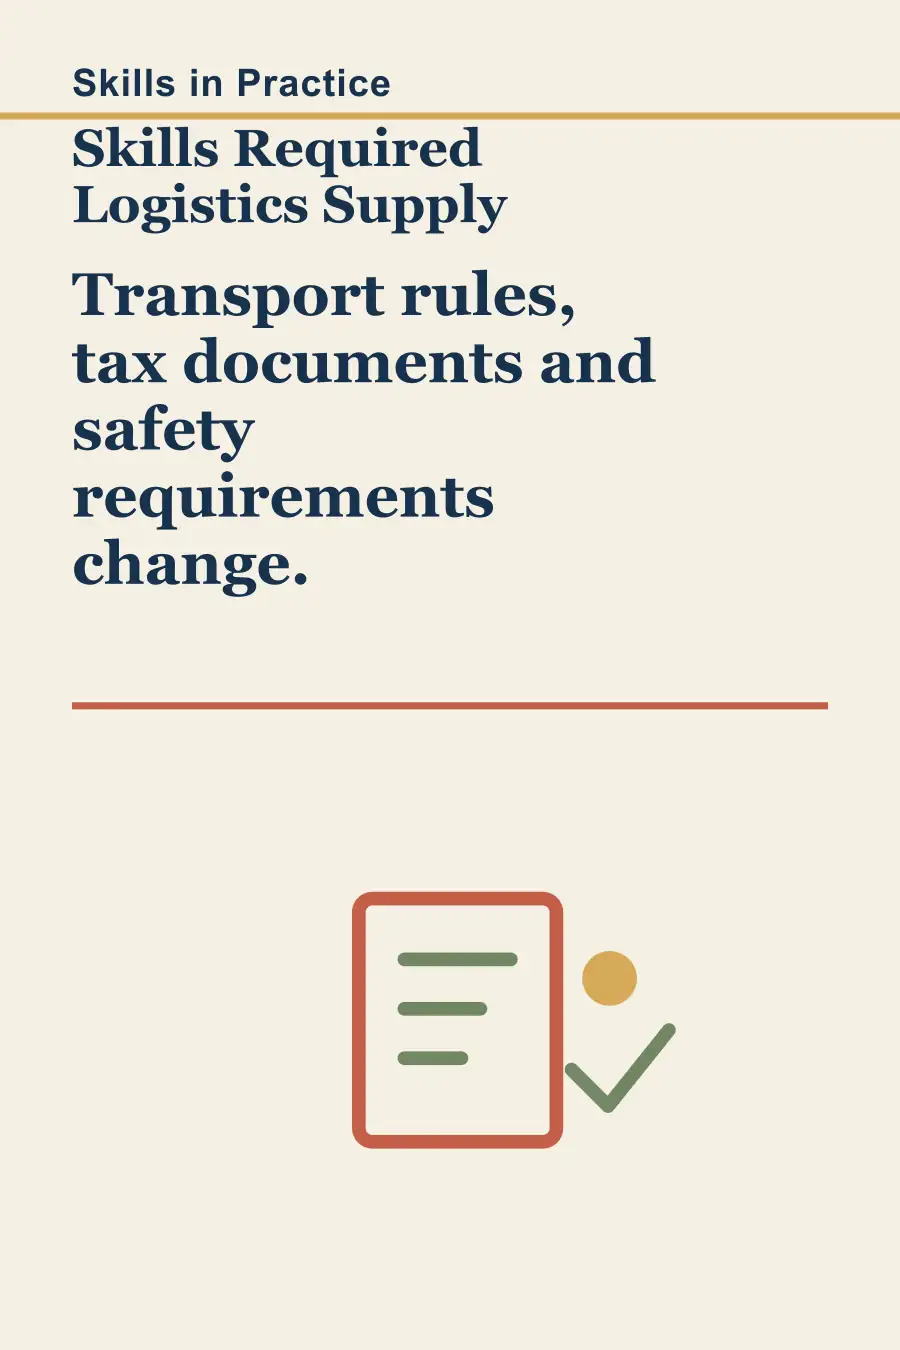 Skills in Practice
Skills Required
Logistics Supply
Transport rules,
tax documents and
safety
requirements
change.